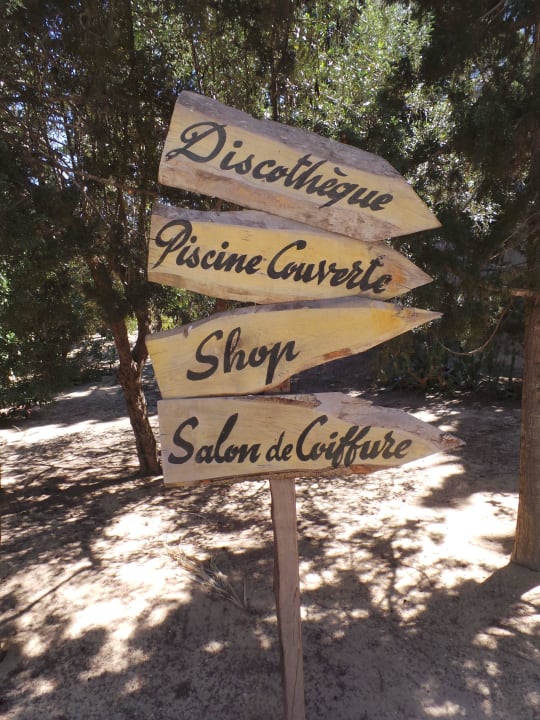 Discothèque
Piscine Couverte
Shop
Salon de Coiffure